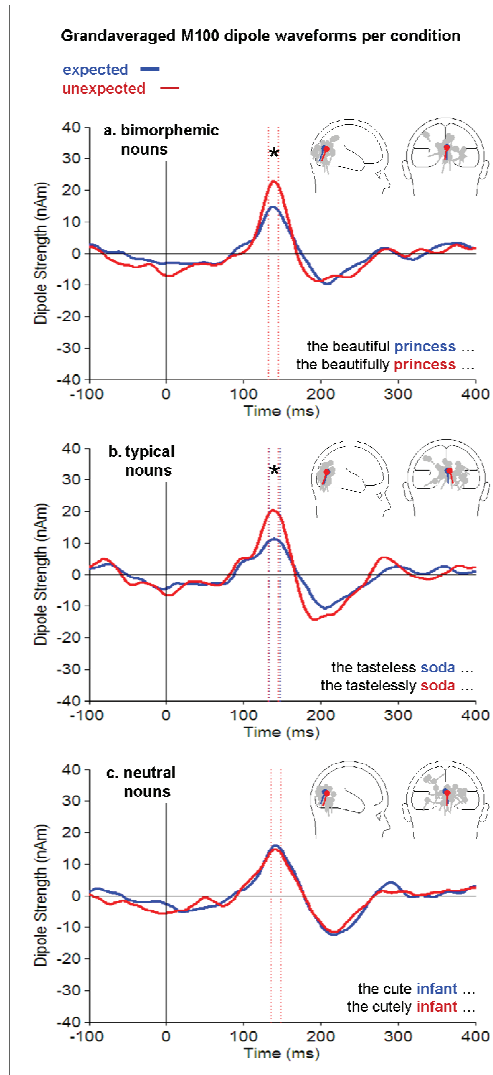 Grandaveraged M100 dipole waveforms per condition
expected
unexpected
a. bimorphemic
nouns
*
Dipole Strength (nAm)
40
30
20
10
0
-10
-20
-30
-40
the beautiful princess ...
the beautifully princess ...
-100 0 100 200 300 400
Time (ms)
b. typical
nouns
*
Dipole Strength (nAm)
40
30
20
10
0
-10
-20
-30
-40
the tasteless soda ...
the tastelessly soda ...
-100 0 100 200 300 400
Time (ms)
c. neutral
nouns
Dipole Strength (nAm)
40
30
20
10
0
-10
-20
-30
-40
the cute infant ...
the cutely infant ...
-100 0 100 200 300 400
Time (ms)